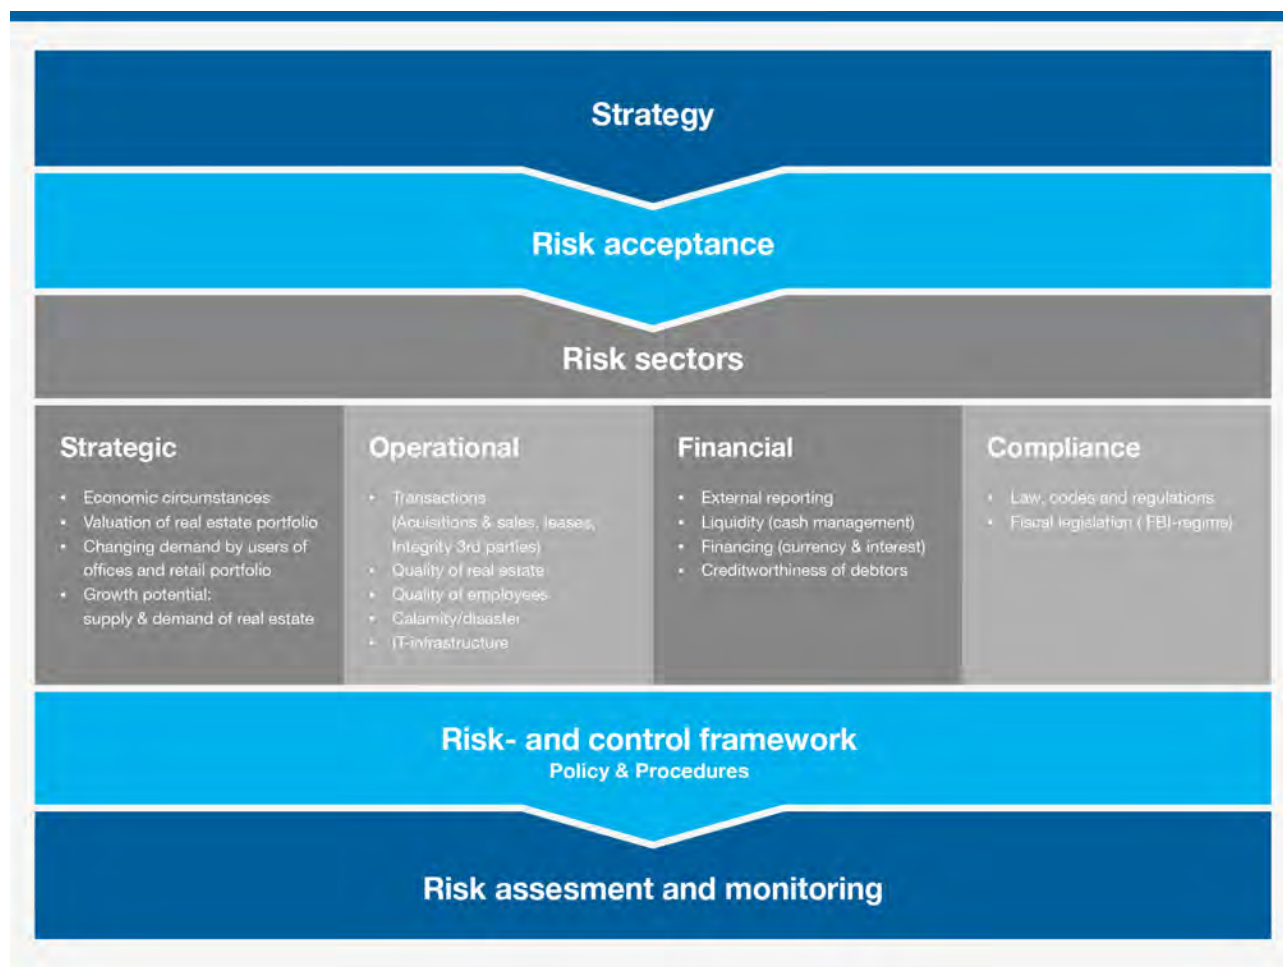 Strategy
Risk acceptance
Risk sectors
Strategic
• Economic circumstances
• Valuation of real estate portfolio
• Changing demand by users of
offices and retail portfolio
• Growth potential:
supply & demand of real estate
Operational
• Transactions
(Acuisitions & sales, leases,
Integrity 3rd parties)
• Quality of real estate
• Quality of employees
• Calamity/disaster
• IT-infrastructure
Financial
• External reporting
• Liquidity (cash management)
• Financing (currency & interest)
• Creditworthiness of debtors
Compliance
• Law, codes and regulations
• Fiscal legislation ( FBI-regime)
Risk- and control framework
Policy & Procedures
Risk assesment and monitoring